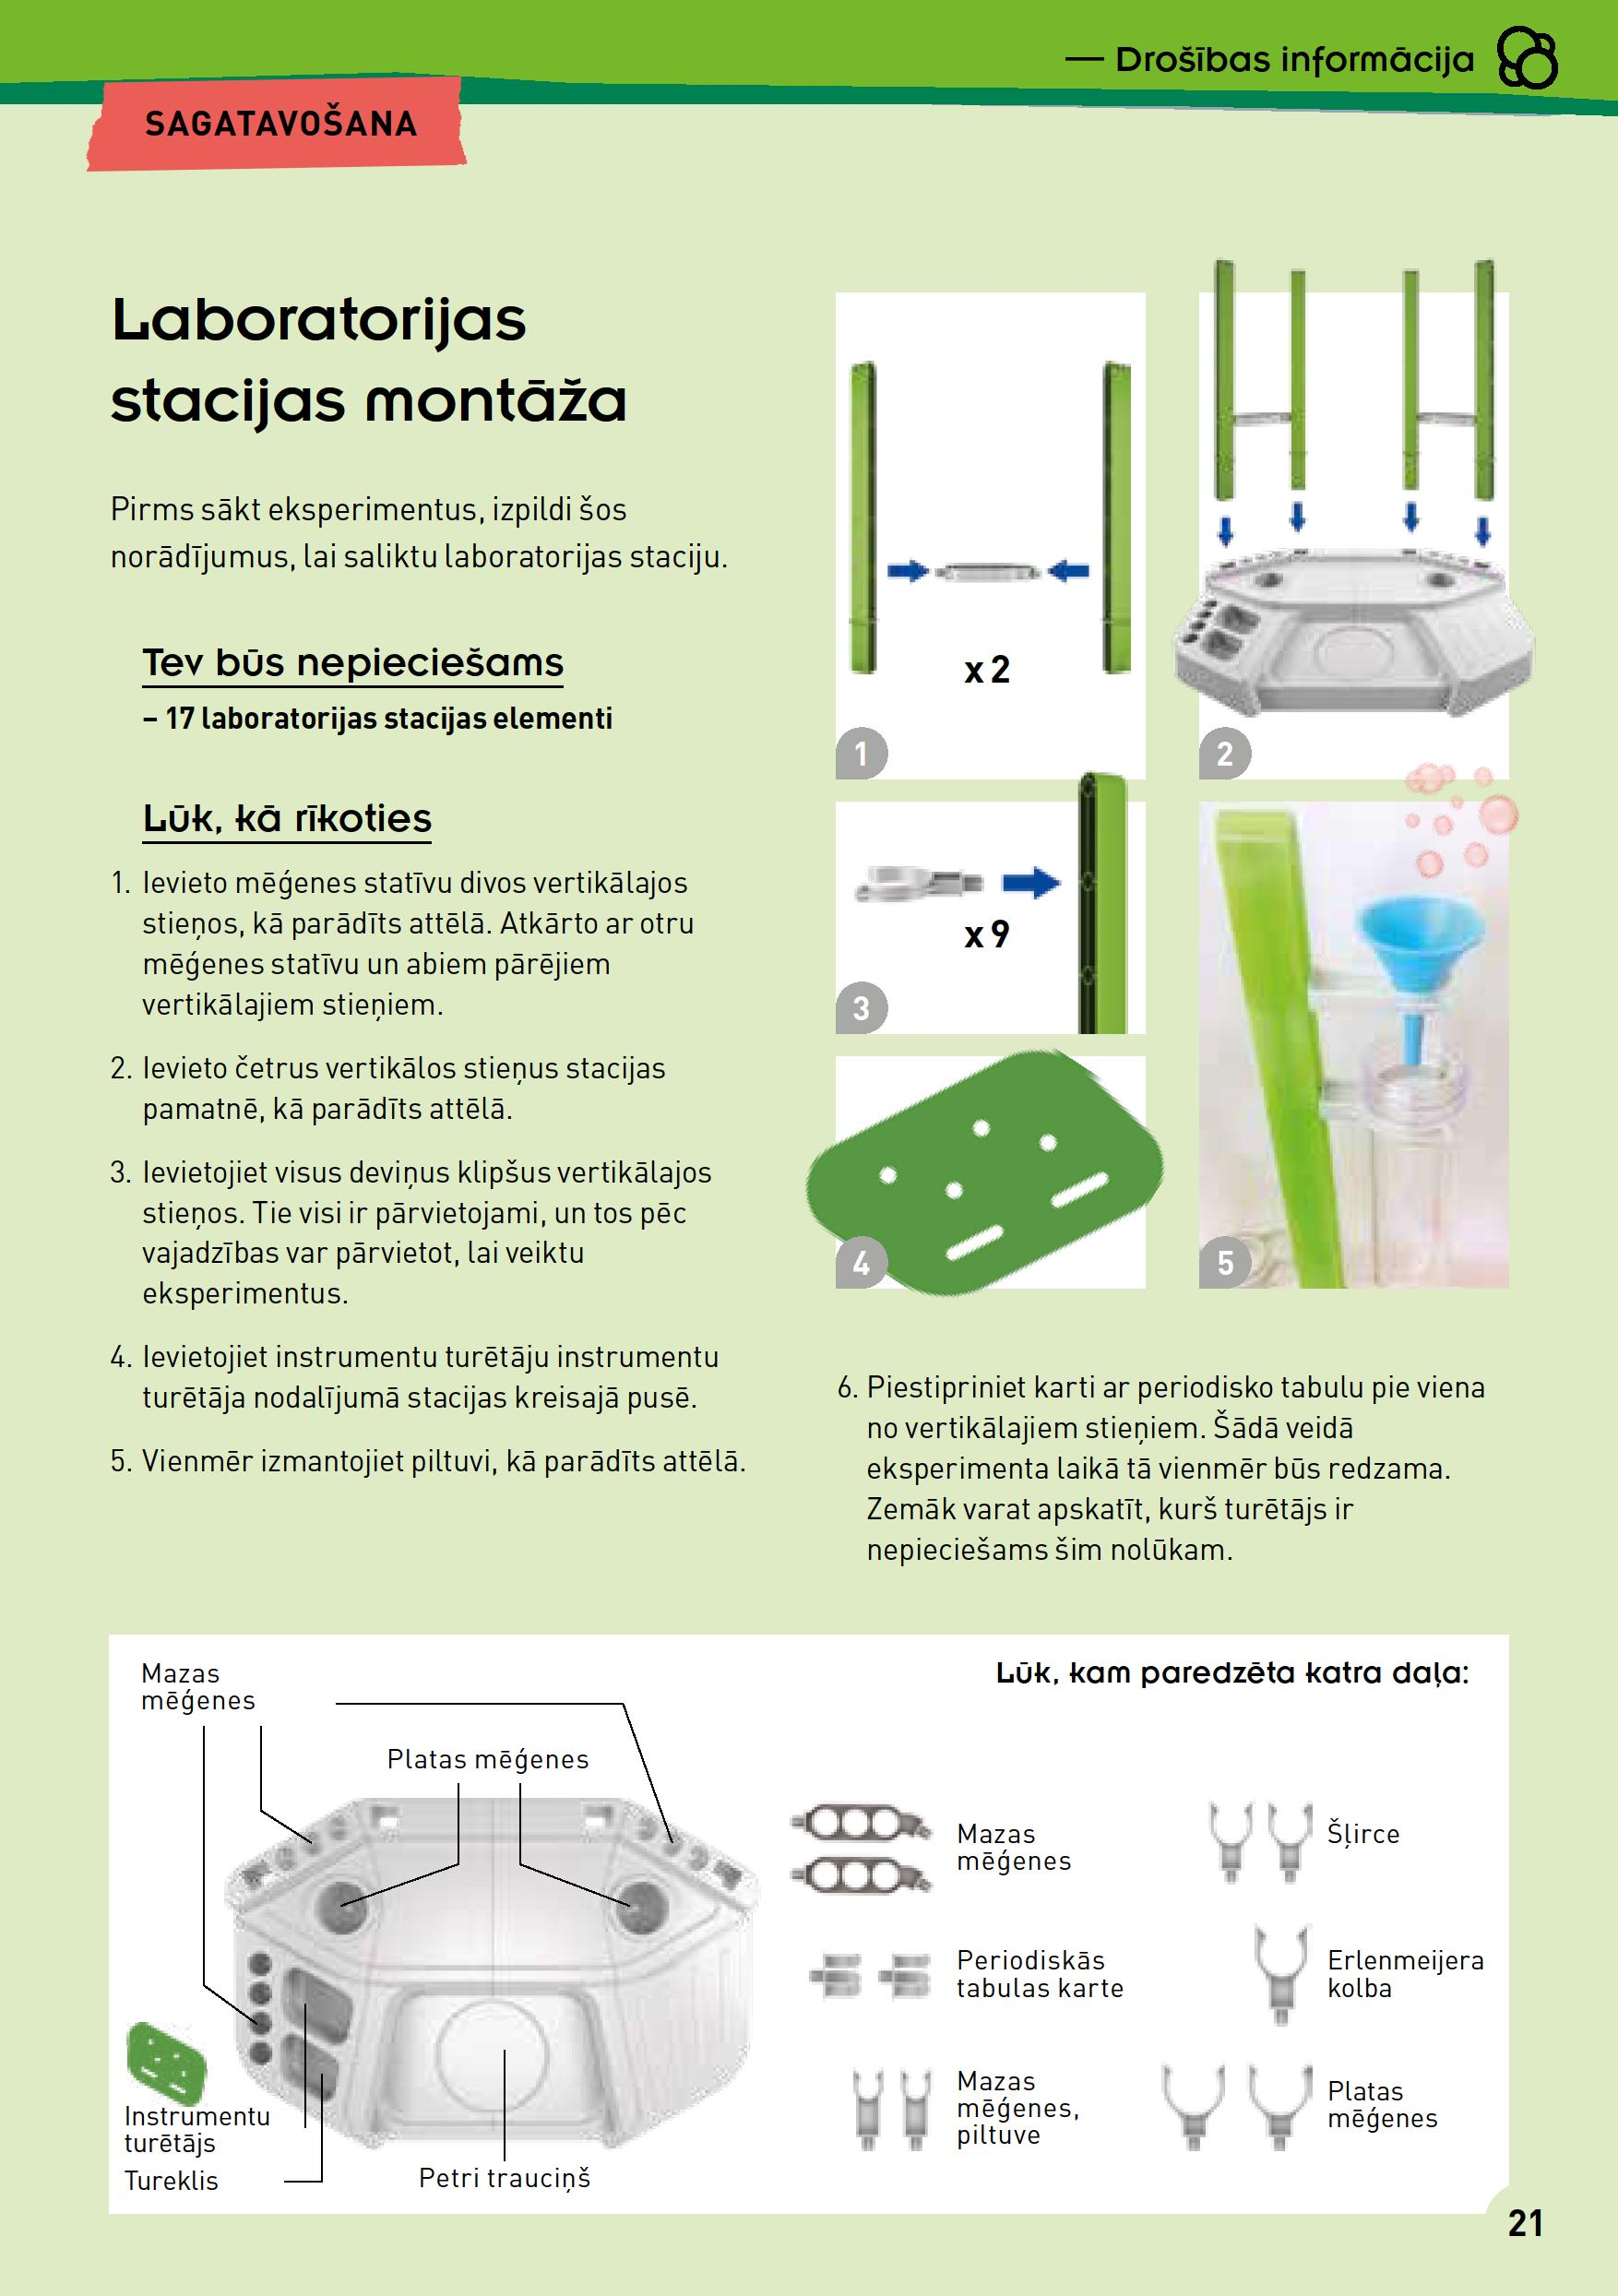 Drošības informācija
SAGATAVOŠANA
Laboratorijas
stacijas montāža
Pirms sākt eksperimentus, izpildi šos
norādījumus, lai saliktu laboratorijas staciju.
Tev būs nepieciešams
– 17 laboratorijas stacijas elementi
Lūk, kā rīkoties
1. Ievieto mēģenes statīvu divos vertikālajos
stieņos, kā parādīts attēlā. Atkārto ar otru
mēģenes statīvu un abiem pārējiem
vertikālajiem stieņiem.
2. Ievieto četrus vertikālos stieņus stacijas
pamatnē, kā parādīts attēlā.
3. Ievietojiet visus deviņus klipšus vertikālajos
stieņos. Tie visi ir pārvietojami, un tos pēc
vajadzības var pārvietot, lai veiktu
eksperimentus.
4. Ievietojiet instrumentu turētāju instrumentu
turētāja nodalījumā stacijas kreisajā pusē.
5. Vienmēr izmantojiet piltuvi, kā parādīts attēlā.
x 2
1
2
x 9
3
4
5
6. Piestipriniet karti ar periodisko tabulu pie viena
no vertikālajiem stieņiem. Šādā veidā
eksperimenta laikā tā vienmēr būs redzama.
Zemāk varat apskatīt, kurš turētājs ir
nepieciešams šim nolūkam.
Mazas
mēģenes
Platas mēģenes
Instrumentu
turētājs
Tureklis
Petri trauciņš
Lūk, kam paredzēta katra daļa:
Mazas
mēģenes
Šļirce
Periodiskās
tabulas karte
Erlenmeijera
kolba
Mazas
mēģenes,
piltuve
Platas
mēģenes
21